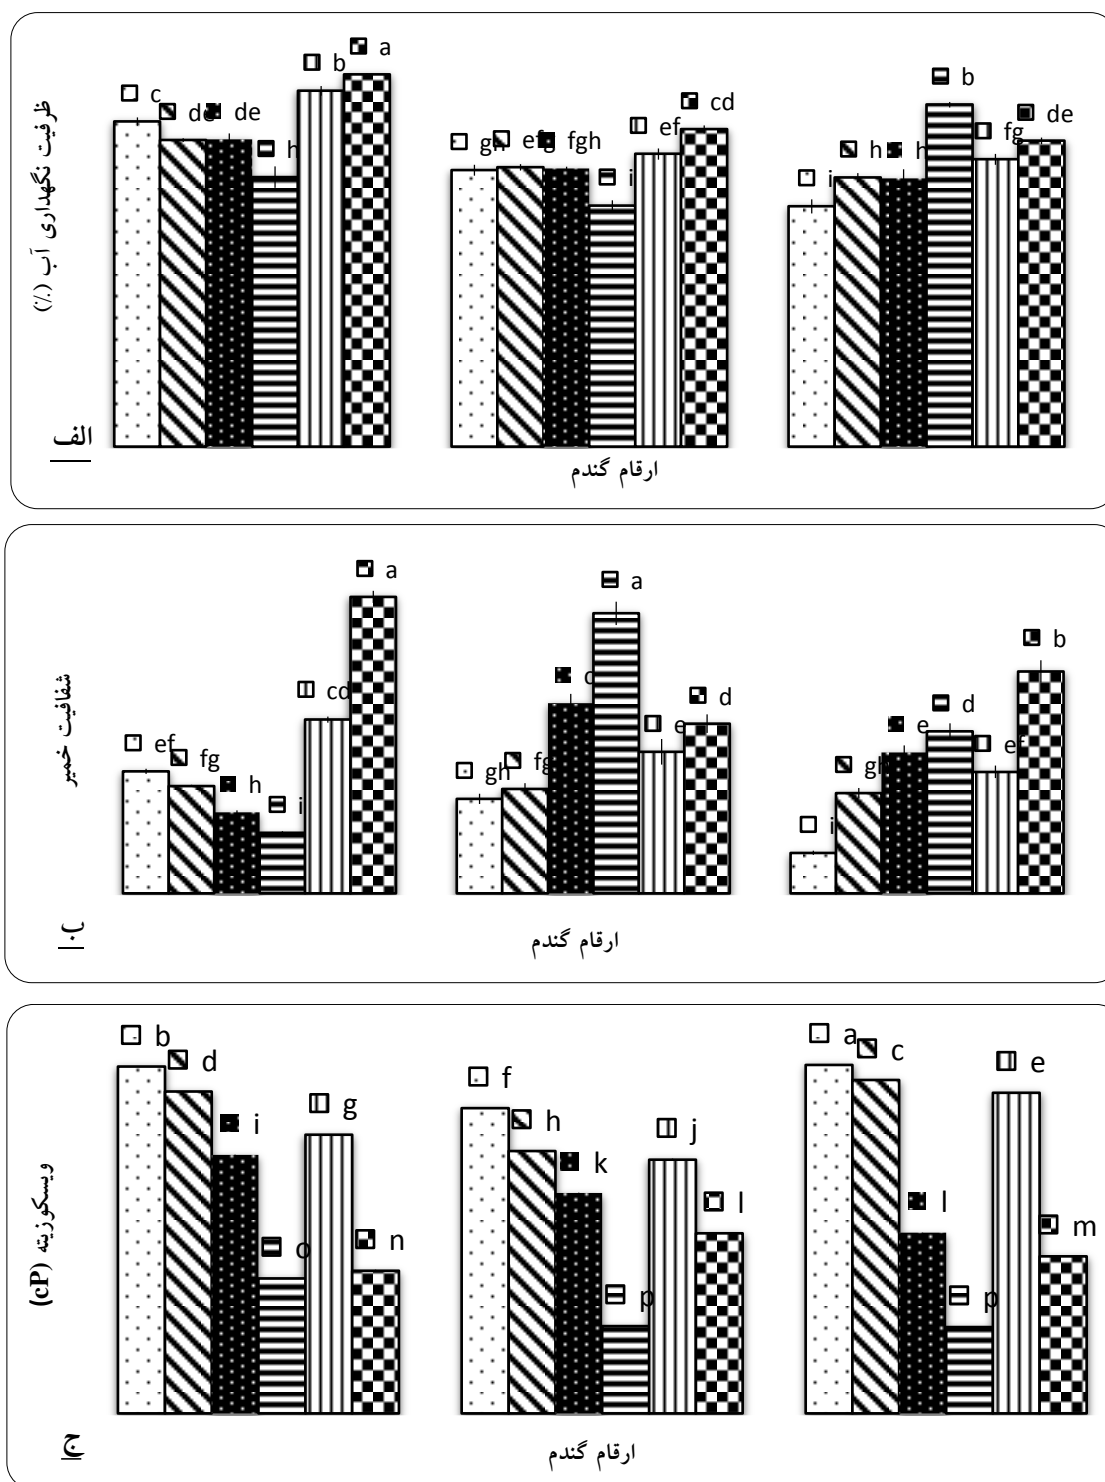 c de de h b a
gh efg fgh i ef cd
i h h b fg de
ظرفیت نگهداری آب (٪)
الف
ارقام گندم
ef fg h i cd a
gh fg a e d
i gh e d ef b
شفافیت خمیر
ب
ارقام گندم
b d i o g n
f h k p j l
a c l p e m
ویسکوزیته (cP)
ج
ارقام گندم